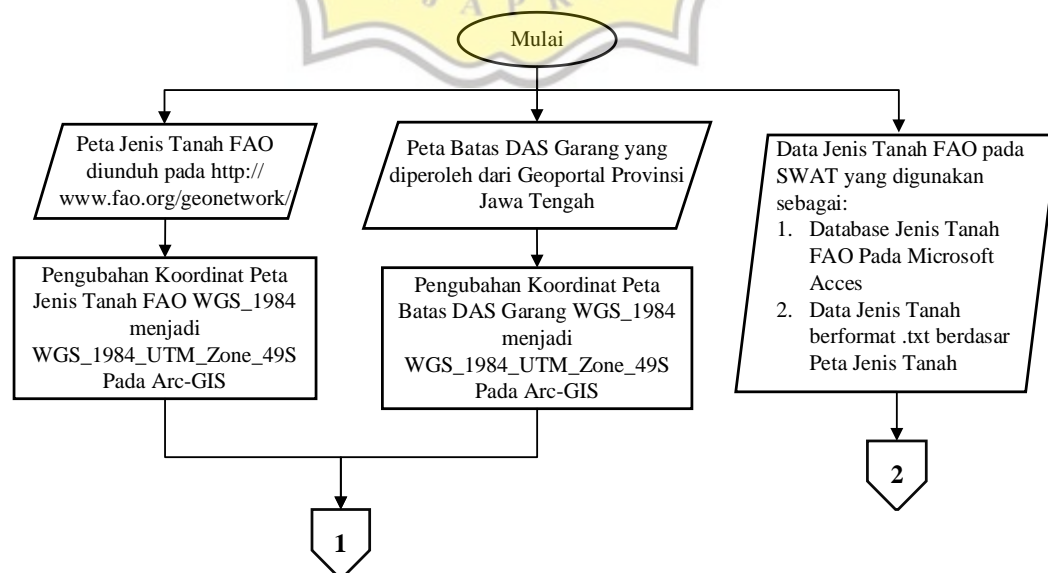 J A P R
Mulai
Peta Jenis Tanah FAO
diunduh pada http://
www.fao.org/geonetwork/
Pengubahan Koordinat Peta
Jenis Tanah FAO WGS_1984
menjadi
WGS_1984_UTM_Zone_49S
Pada Arc-GIS
Peta Batas DAS Garang yang
diperoleh dari Geoportal Provinsi
Jawa Tengah
Pengubahan Koordinat Peta
Batas DAS Garang WGS_1984
menjadi
WGS_1984_UTM_Zone_49S
Pada Arc-GIS
1
Data Jenis Tanah FAO pada
SWAT yang digunakan
sebagai:
1. Database Jenis Tanah
FAO Pada Microsoft
Acces
2. Data Jenis Tanah
berformat .txt berdasar
Peta Jenis Tanah
2